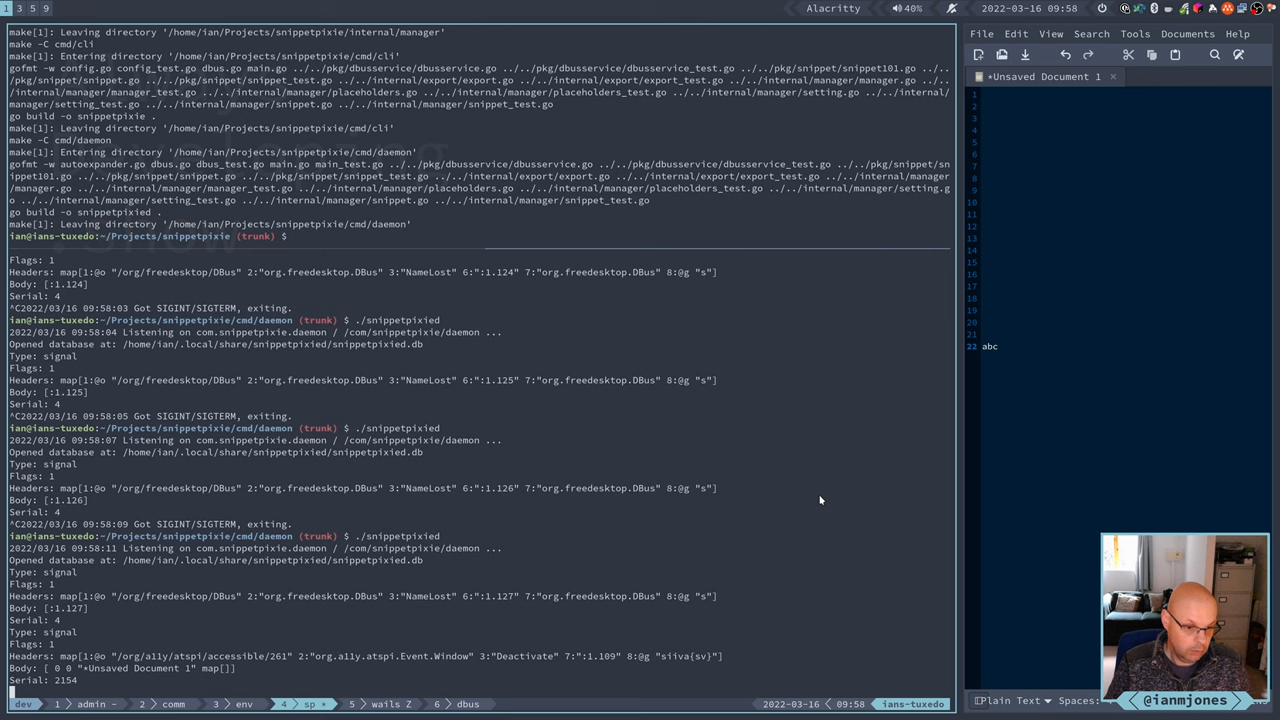 1 3 5 9
Alacritty
40%
2022-03-16 09:58
make[1]: Leaving directory '/home/ian/Projects/snippetpixie/internal/manager'
make -C cmd/cli
make[1]: Entering directory '/home/ian/Projects/snippetpixie/cmd/cli'
gofmt -w config.go config_test.go dbus.go main.go ../../pkg/dbusservice/dbusservice.go ../../pkg/dbusservice/dbusservice_test.go ../../pkg/snippet/snippet101.go ../..
/pkg/snippet/snippet.go ../../pkg/snippet/snippet_test.go ../../internal/export/export.go ../../internal/export/export_test.go ../../internal/manager/manager.go ../..
/internal/manager/manager_test.go ../../internal/manager/placeholders.go ../../internal/manager/placeholders_test.go ../../internal/manager/setting.go ../../internal/
manager/setting_test.go ../../internal/manager/snippet.go ../../internal/manager/snippet_test.go
go build -o snippetpixie .
make[1]: Leaving directory '/home/ian/Projects/snippetpixie/cmd/cli'
make -C cmd/daemon
make[1]: Entering directory '/home/ian/Projects/snippetpixie/cmd/daemon'
gofmt -w autoexpander.go dbus.go dbus_test.go main.go main_test.go ../../pkg/dbusservice/dbusservice.go ../../pkg/dbusservice/dbusservice_test.go ../../pkg/snippet/sn
ippet101.go ../../pkg/snippet/snippet.go ../../pkg/snippet/snippet_test.go ../../internal/export/export.go ../../internal/export/export_test.go ../../internal/manager
/manager.go ../../internal/manager/manager_test.go ../../internal/manager/placeholders.go ../../internal/manager/placeholders_test.go ../../internal/manager/setting.g
o ../../internal/manager/setting_test.go ../../internal/manager/snippet.go ../../internal/manager/snippet_test.go
go build -o snippetpixied .
make[1]: Leaving directory '/home/ian/Projects/snippetpixie/cmd/daemon'
ian@ians-tuxedo:~/Projects/snippetpixie (trunk) $
Flags: 1
Headers: map[1:@o "/org/freedesktop/DBus" 2:"org.freedesktop.DBus" 3:"NameLost" 6:":1.124" 7:"org.freedesktop.DBus" 8:@g "s"]
Body: [:1.124]
Serial: 4
^C2022/03/16 09:58:03 Got SIGINT/SIGTERM, exiting.
ian@ians-tuxedo:~/Projects/snippetpixie/cmd/daemon (trunk) $ ./snippetpixied
2022/03/16 09:58:04 Listening on com.snippetpixie.daemon / /com/snippetpixie/daemon ...
Opened database at: /home/ian/.local/share/snippetpixied/snippetpixied.db
Type: signal
Flags: 1
Headers: map[1:@o "/org/freedesktop/DBus" 2:"org.freedesktop.DBus" 3:"NameLost" 6:":1.125" 7:"org.freedesktop.DBus" 8:@g "s"]
Body: [:1.125]
Serial: 4
^C2022/03/16 09:58:05 Got SIGINT/SIGTERM, exiting.
ian@ians-tuxedo:~/Projects/snippetpixie/cmd/daemon (trunk) $ ./snippetpixied
2022/03/16 09:58:07 Listening on com.snippetpixie.daemon / /com/snippetpixie/daemon ...
Opened database at: /home/ian/.local/share/snippetpixied/snippetpixied.db
Type: signal
Flags: 1
Headers: map[1:@o "/org/freedesktop/DBus" 2:"org.freedesktop.DBus" 3:"NameLost" 6:":1.126" 7:"org.freedesktop.DBus" 8:@g "s"]
Body: [:1.126]
Serial: 4
^C2022/03/16 09:58:09 Got SIGINT/SIGTERM, exiting.
ian@ians-tuxedo:~/Projects/snippetpixie/cmd/daemon (trunk) $ ./snippetpixied
2022/03/16 09:58:11 Listening on com.snippetpixie.daemon / /com/snippetpixie/daemon ...
Opened database at: /home/ian/.local/share/snippetpixied/snippetpixied.db
Type: signal
Flags: 1
Headers: map[1:@o "/org/freedesktop/DBus" 2:"org.freedesktop.DBus" 3:"NameLost" 6:":1.127" 7:"org.freedesktop.DBus" 8:@g "s"]
Body: [:1.127]
Serial: 4
Type: signal
Flags: 1
Headers: map[1:@o "/org/a11y/atspi/accessible/261" 2:"org.a11y.atspi.Event.Window" 3:"Deactivate" 7:":1.109" 8:@g "siiva{sv}"]
Body: [ 0 0 "*Unsaved Document 1" map[]]
Serial: 2154
dev 1 admin - 2 comm 3 env 4 sp * 5 wails Z 6 dbus 2022-03-16 09:58 ians-tuxedo
File Edit View Search Tools Documents Help
*Unsaved Document 1 ×
1
2
3
4
5
6
7
8
9
10
11
12
13
14
15
16
17
18
19
20
21
22 abc
Plain Text Spaces:
@ianmjones